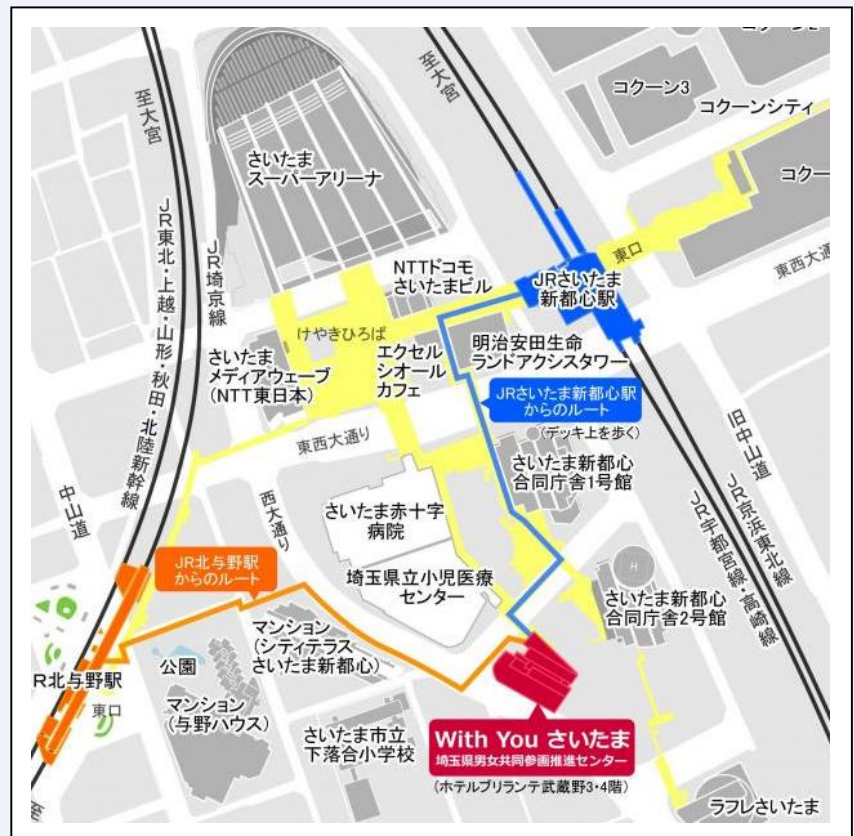 コクーン3
コクーンシティ
コクー
至大宮
至大宮
さいたま
スーパーアリーナ
JR東北・上越・山形・秋田・北陸新幹線
JR埼京線
NTTドコモ
さいたまビル
JRさいたま
新都心駅
東口
東西大通り
けやきひろば
さいたま
メディアウェーブ
(NTT東日本)
エクセル
シオール
カフェ
明治安田生命
ランドアクシスタワー
JRさいたま新都心駅
からのルート
(デッキ上を歩く)
旧中山道
東西大通り
中山道
西大通り
さいたま新都心
合同庁舎1号館
さいたま赤十字
病院
JR京浜東北線
JR宇都宮線・高崎線
JR北与野駅
からのルート
埼玉県立小児医療
センター
H
さいたま新都心
合同庁舎2号館
マンション
(シティテラス
さいたま新都心)
公園
R北与野駅
東口
マンション
(与野ハウス)
さいたま市立
下落合小学校
With You さいたま
埼玉県男女共同参画推進センター
(ホテルブリランテ武蔵野3・4階)
ラフレさいたま
至